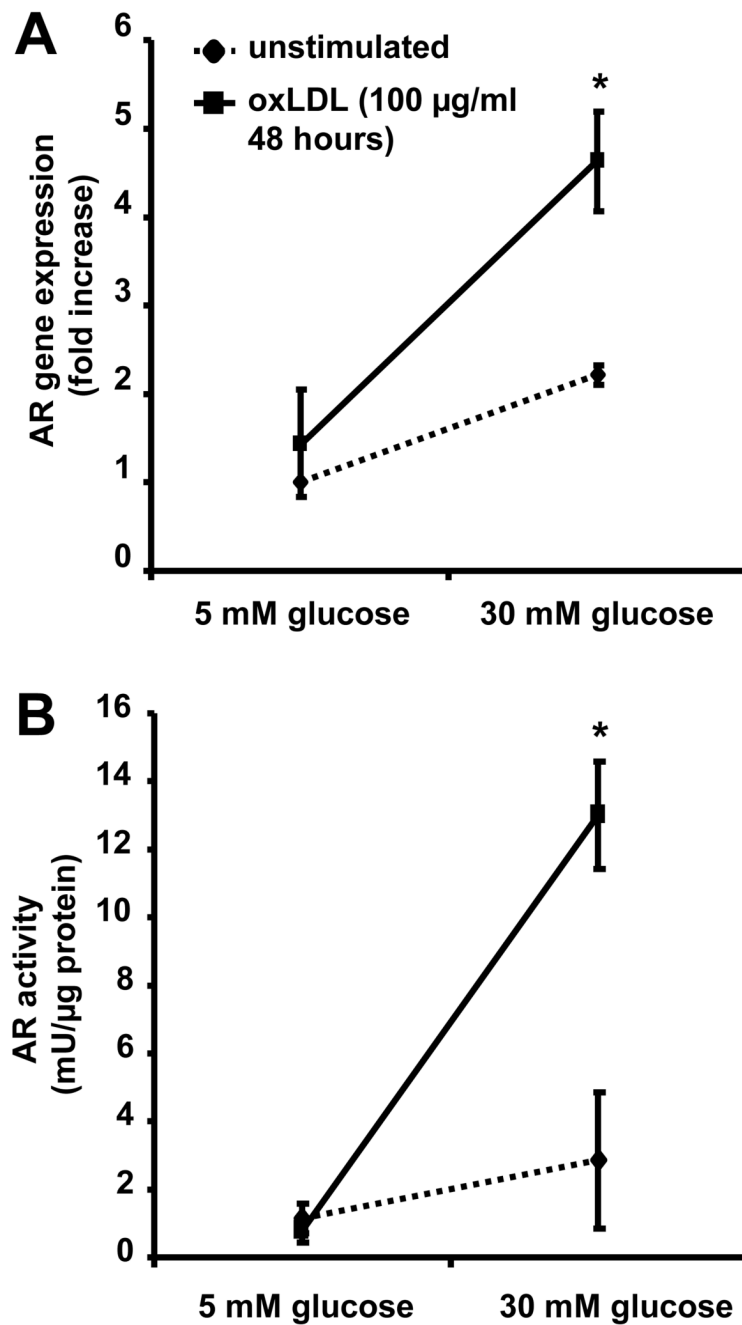 A
6
5
4
3
2
1
0
AR gene expression
(fold increase)
unstimulated
oxLDL (100 µg/ml
48 hours)
*
5 mM glucose 30 mM glucose
B
16
14
12
10
8
6
4
2
0
AR activity
(mU/µg protein)
*
5 mM glucose 30 mM glucose